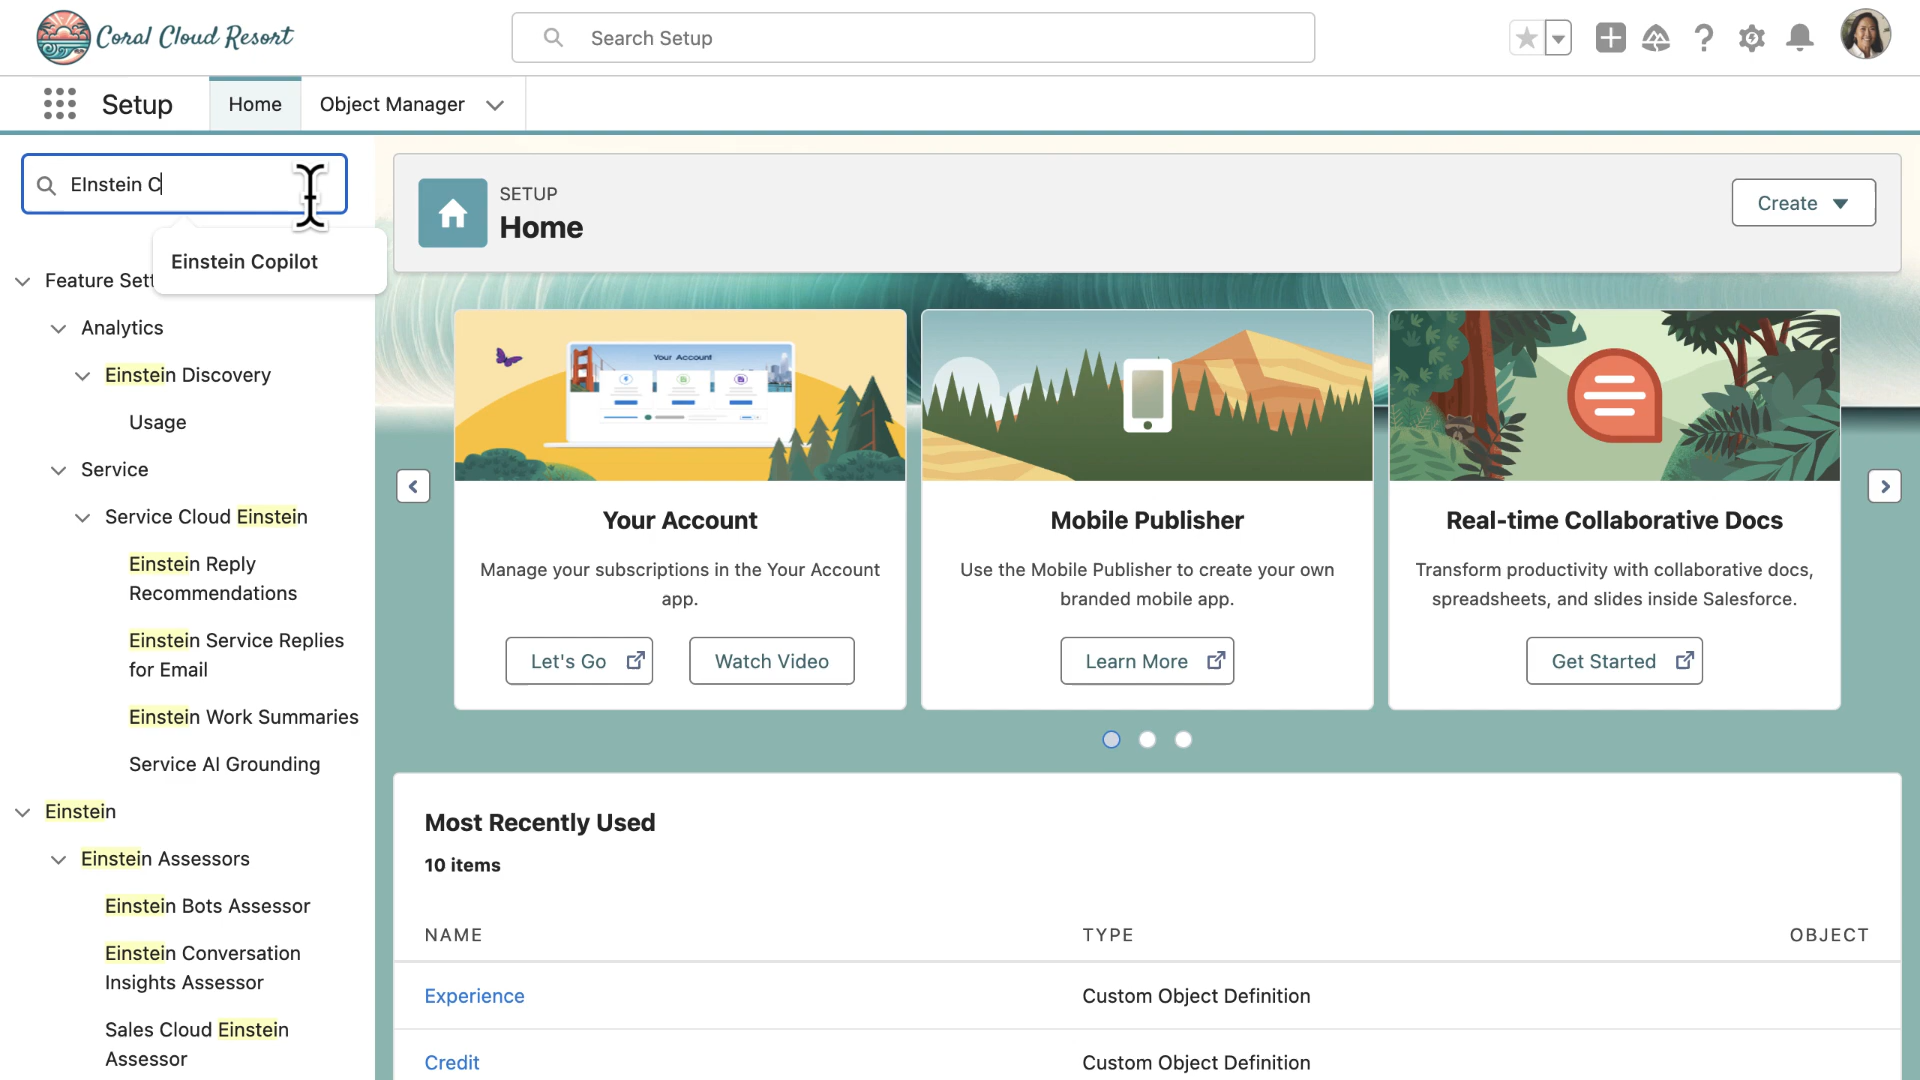 Coral Cloud Resort
Search Setup
Setup
Home
Object Manager
EInstein C
Einstein Copilot
Feature Sett
Analytics
Einstein Discovery
Usage
Service
Service Cloud Einstein
Einstein Reply
Recommendations
Einstein Service Replies
for Email
Einstein Work Summaries
Service AI Grounding
Einstein
Einstein Assessors
Einstein Bots Assessor
Einstein Conversation
Insights Assessor
Sales Cloud Einstein
Assessor
SETUP
Home
Create
Your Account
Your Account
Manage your subscriptions in the Your Account
app.
Let's Go
Watch Video
Mobile Publisher
Use the Mobile Publisher to create your own
branded mobile app.
Learn More
Real-time Collaborative Docs
Transform productivity with collaborative docs,
spreadsheets, and slides inside Salesforce.
Get Started
Most Recently Used
10 items
NAME TYPE OBJECT
Experience Custom Object Definition
Credit Custom Object Definition